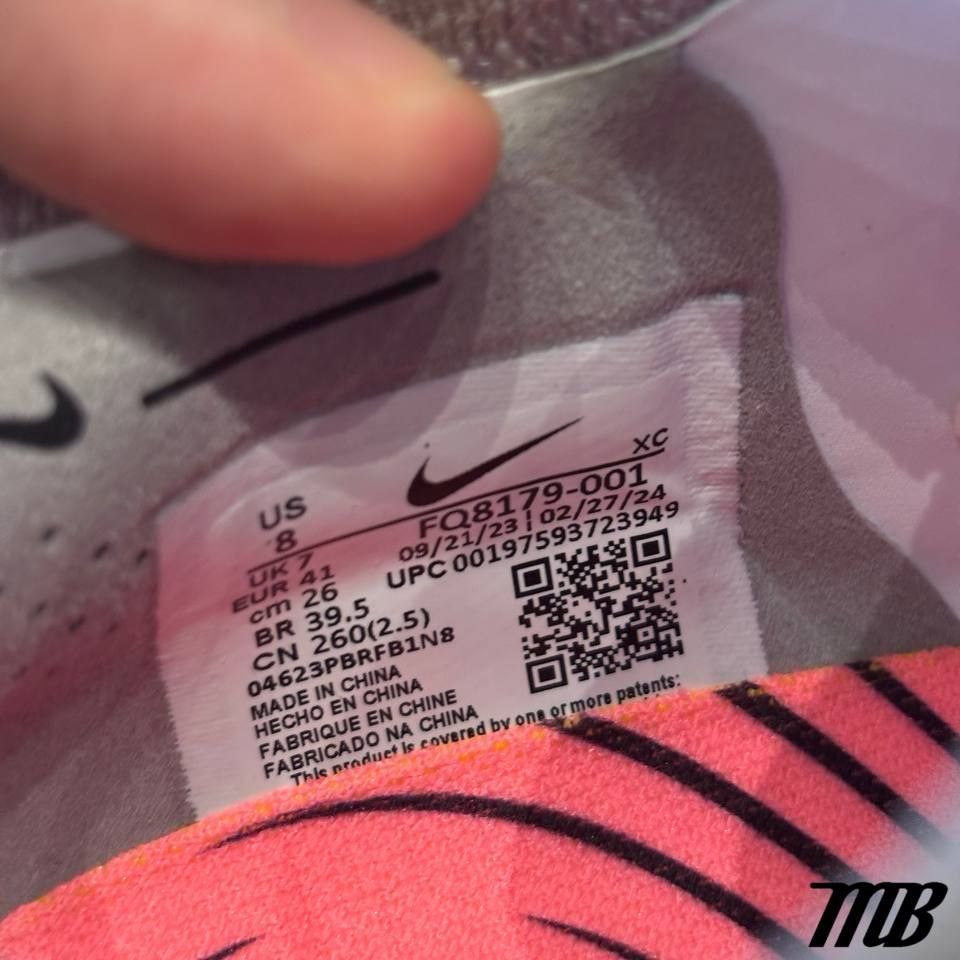 US
8
XC
FQ8179-001
UK 7
09/21/23 | 02/27/24
EUR 41
UPC 00197593723949
cm 26
BR 39.5
CN 260(2.5)
04623PBRFB1N8
MADE IN CHINA
HECHO EN CHINA
FABRIQUE EN CHINE
FABRICADO NA CHINA
This product is covered by one or more patents:
MB